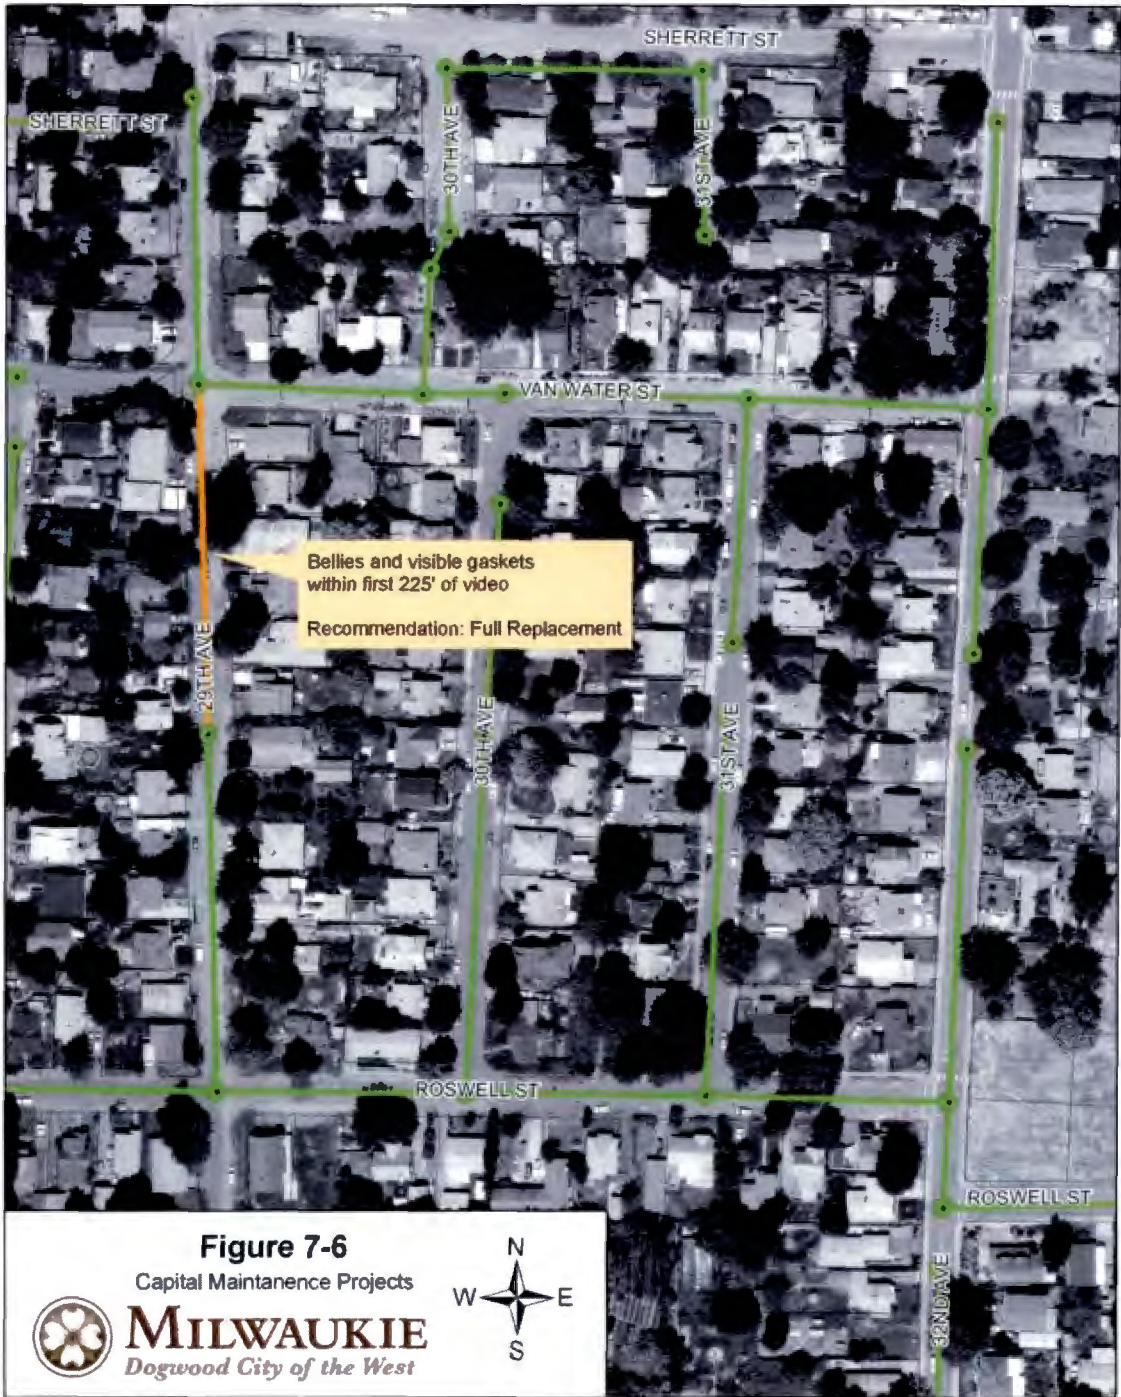 SHERRETT ST
SHERRETT ST
30TH AVE
31ST AVE
VAN WATER ST
Bellies and visible gaskets
within first 225' of video
Recommendation: Full Replacement
29TH AVE
30TH AVE
31ST AVE
ROSWELL ST
ROSWELL ST
32ND AVE
Figure 7-6
Capital Maintanence Projects
MILWAUKIE
Dogwood City of the West
N
W E
S